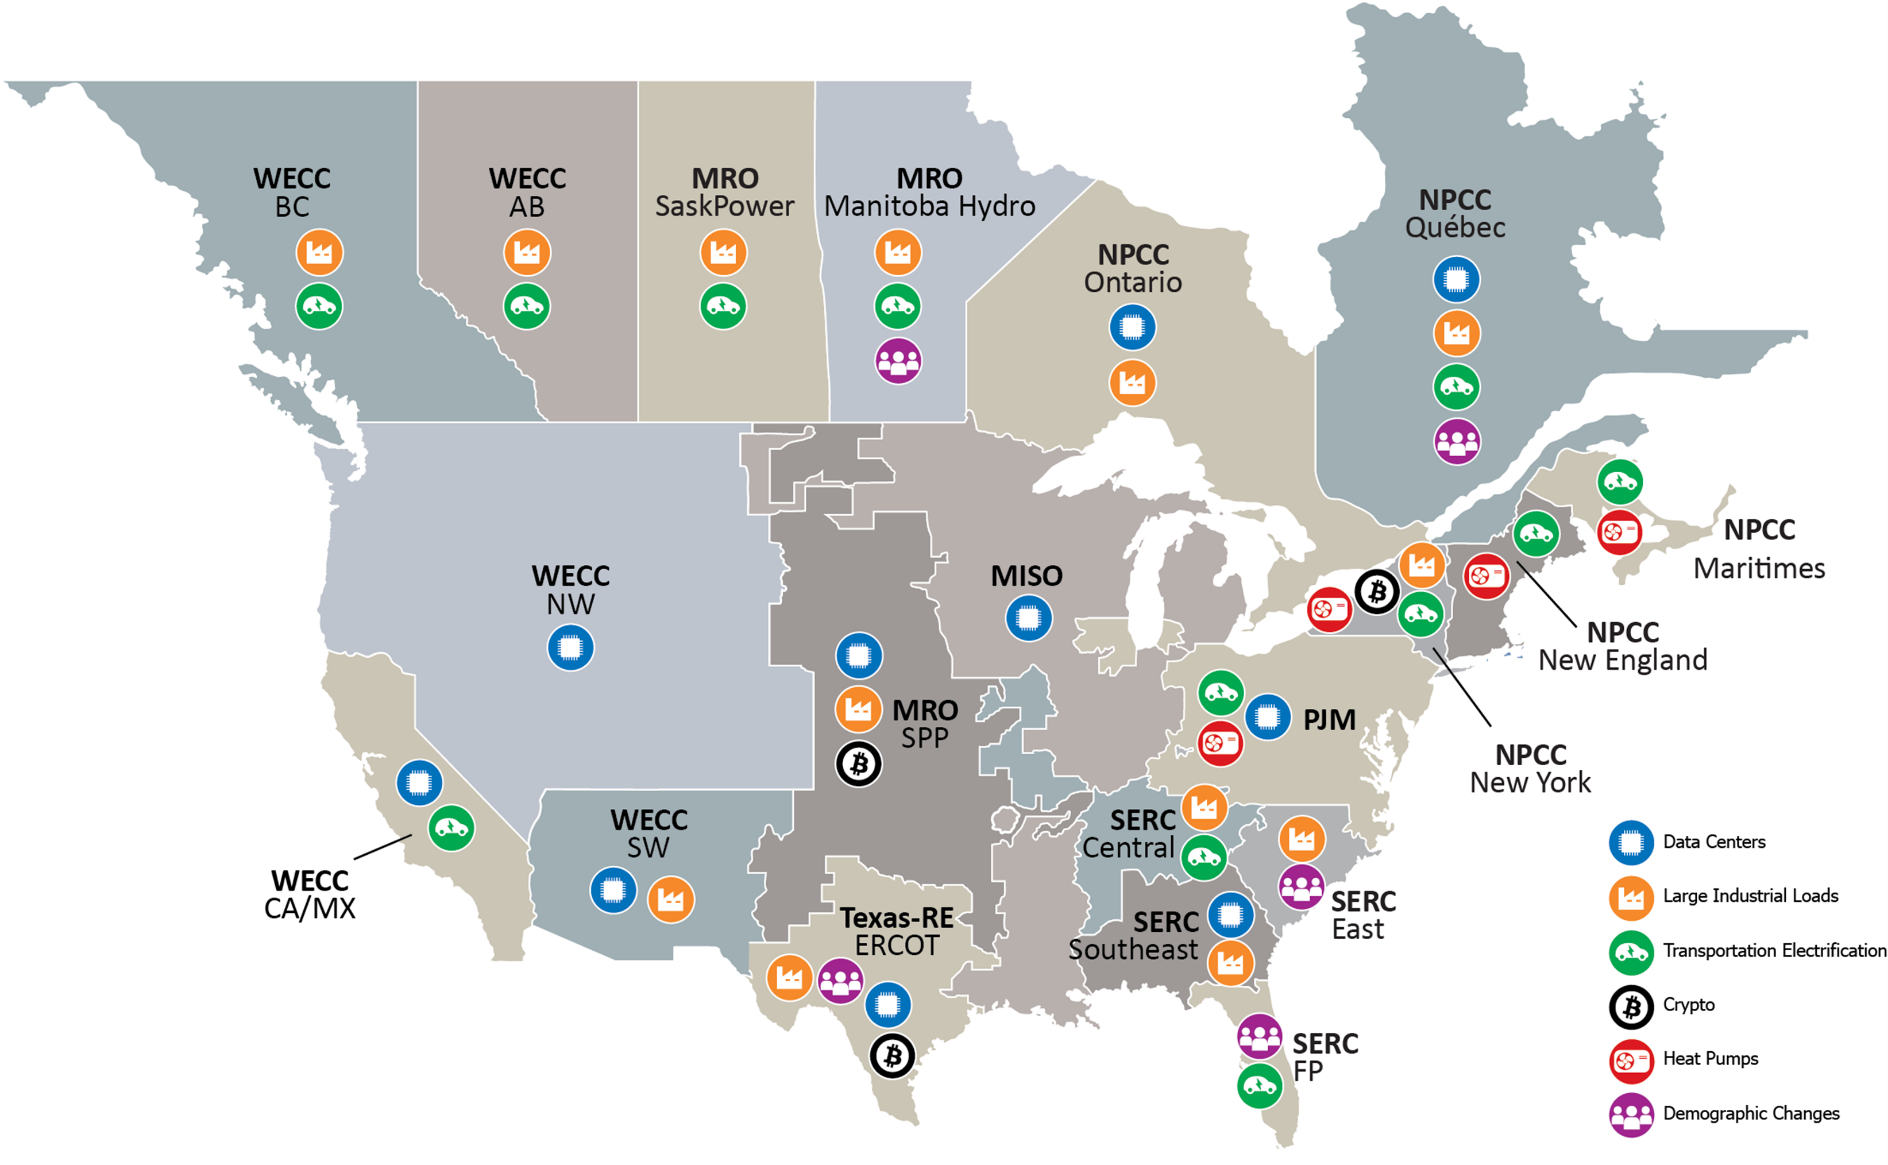 WECC
BC
WECC
AB
MRO
SaskPower
MRO
Manitoba Hydro
NPCC
Ontario
NPCC
Québec
NPCC
Maritimes
WECC
NW
MISO
NPCC
New England
MRO
SPP
PJM
NPCC
New York
WECC
SW
SERC
Central
WECC
CA/MX
Texas-RE
ERCOT
SERC
Southeast
SERC
East
SERC
FP
Data Centers
Large Industrial Loads
Transportation Electrification
Crypto
Heat Pumps
Demographic Changes